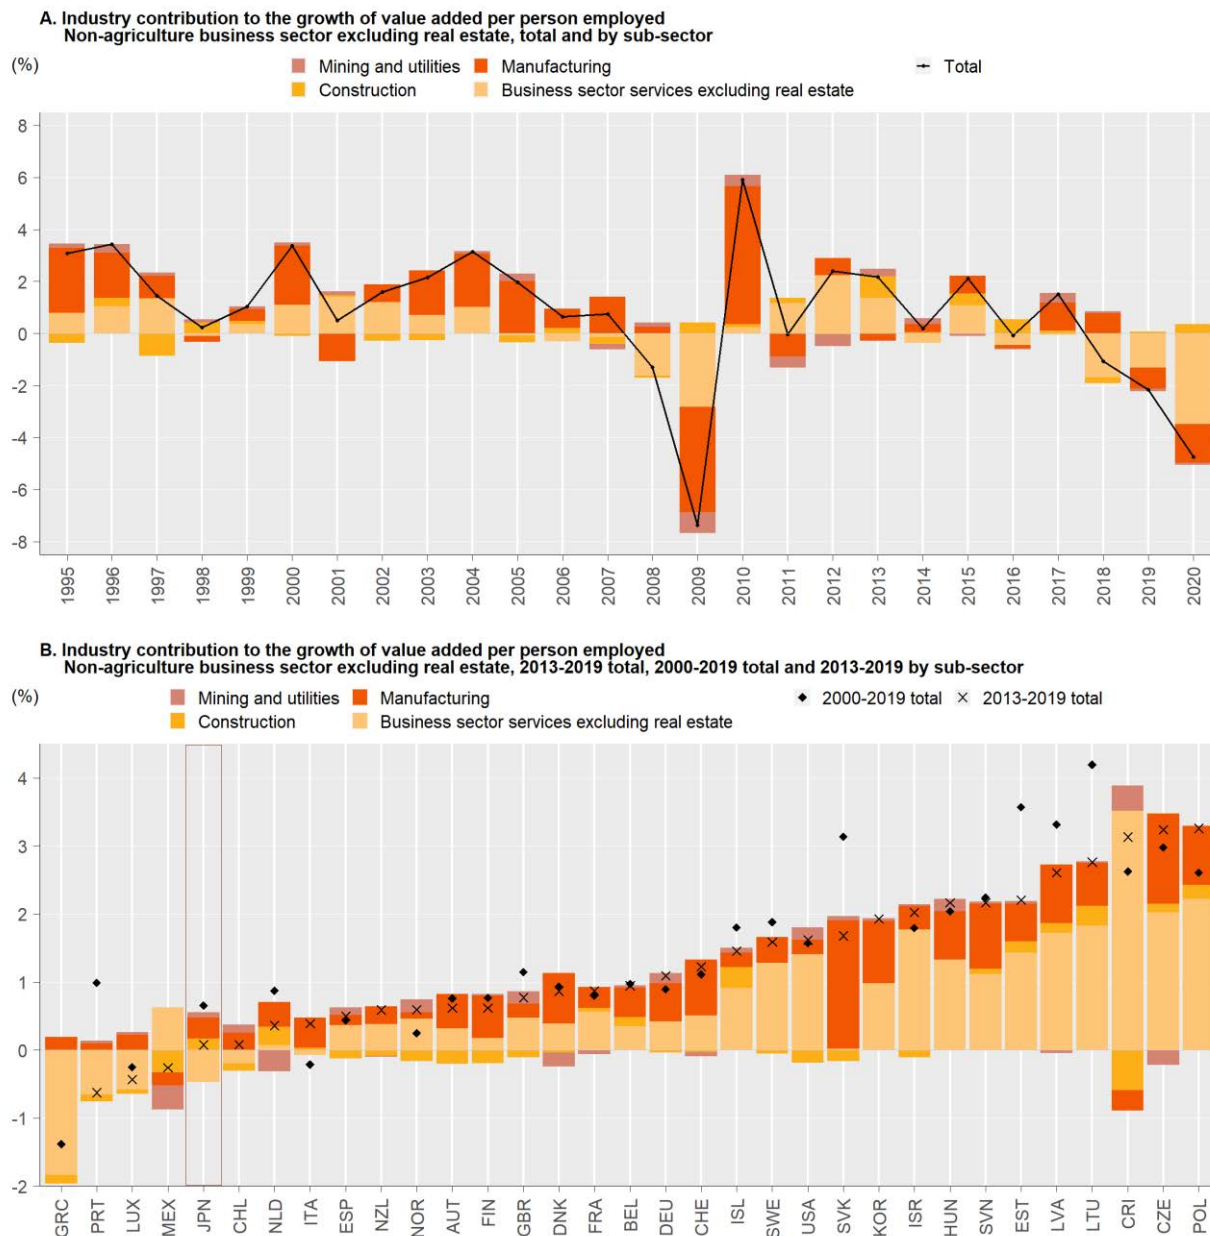 A. Industry contribution to the growth of value added per person employed
Non-agriculture business sector excluding real estate, total and by sub-sector
(%)
Mining and utilities
Manufacturing
Total
Construction
Business sector services excluding real estate
8
6
4
2
0
-2
-4
-6
-8
1995
1996
1997
1998
1999
2000
2001
2002
2003
2004
2005
2006
2007
2008
2009
2010
2011
2012
2013
2014
2015
2016
2017
2018
2019
2020
B. Industry contribution to the growth of value added per person employed
Non-agriculture business sector excluding real estate, 2013-2019 total, 2000-2019 total and 2013-2019 by sub-sector
(%)
Mining and utilities
Manufacturing
2000-2019 total
2013-2019 total
Construction
Business sector services excluding real estate
4
3
2
1
0
-1
-2
GRC
PRT
LUX
MEX
JPN
CHL
NLD
ITA
ESP
NZL
NOR
AUT
FIN
GBR
DNK
FRA
BEL
DEU
CHE
ISL
SWE
USA
SVK
KOR
ISR
HUN
SVN
EST
LVA
LTU
CRI
CZE
POL